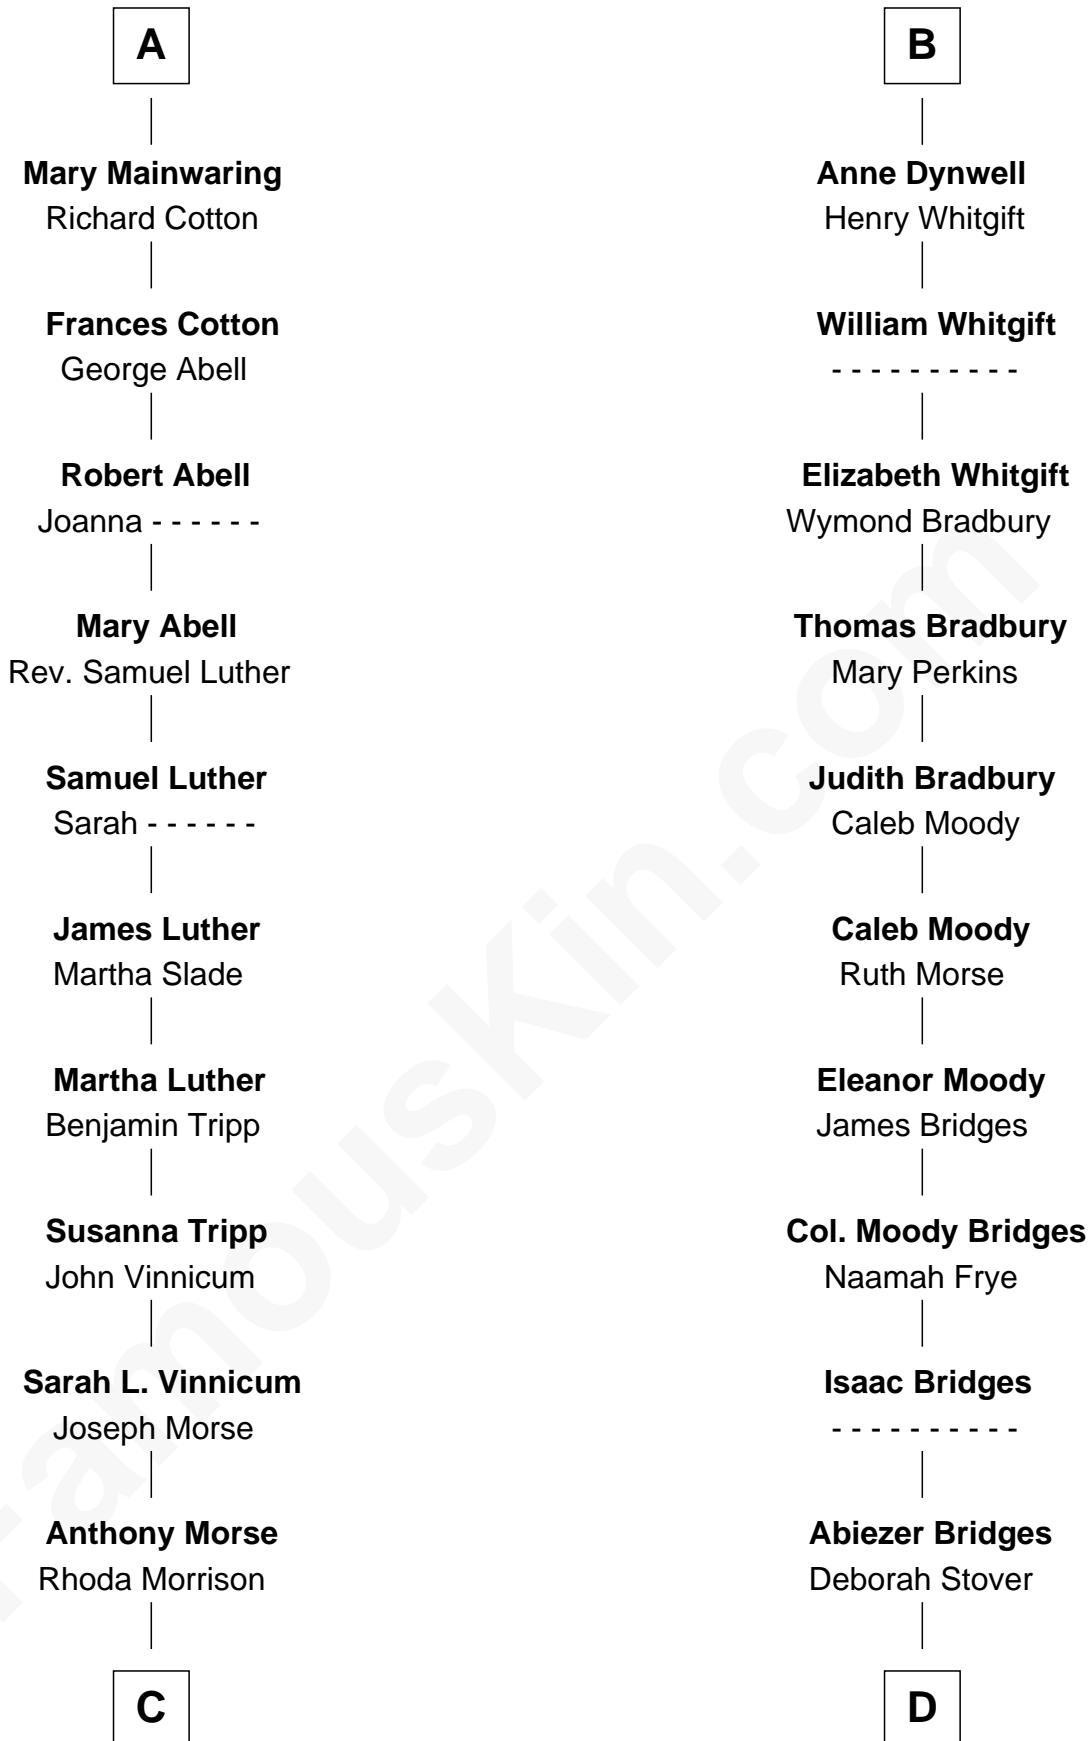 A
Mary Mainwaring
Richard Cotton
Frances Cotton
George Abell
Robert Abell
Joanna - - - - - -
Mary Abell
Rev. Samuel Luther
Samuel Luther
Sarah - - - - - -
James Luther
Martha Slade
Martha Luther
Benjamin Tripp
Susanna Tripp
John Vinnicum
Sarah L. Vinnicum
Joseph Morse
Anthony Morse
Rhoda Morrison
C
B
Anne Dynwell
Henry Whitgift
William Whitgift
- - - - - - - - - -
Elizabeth Whitgift
Wymond Bradbury
Thomas Bradbury
Mary Perkins
Judith Bradbury
Caleb Moody
Caleb Moody
Ruth Morse
Eleanor Moody
James Bridges
Col. Moody Bridges
Naamah Frye
Isaac Bridges
- - - - - - - - - -
Abiezer Bridges
Deborah Stover
D
FamousKin.com